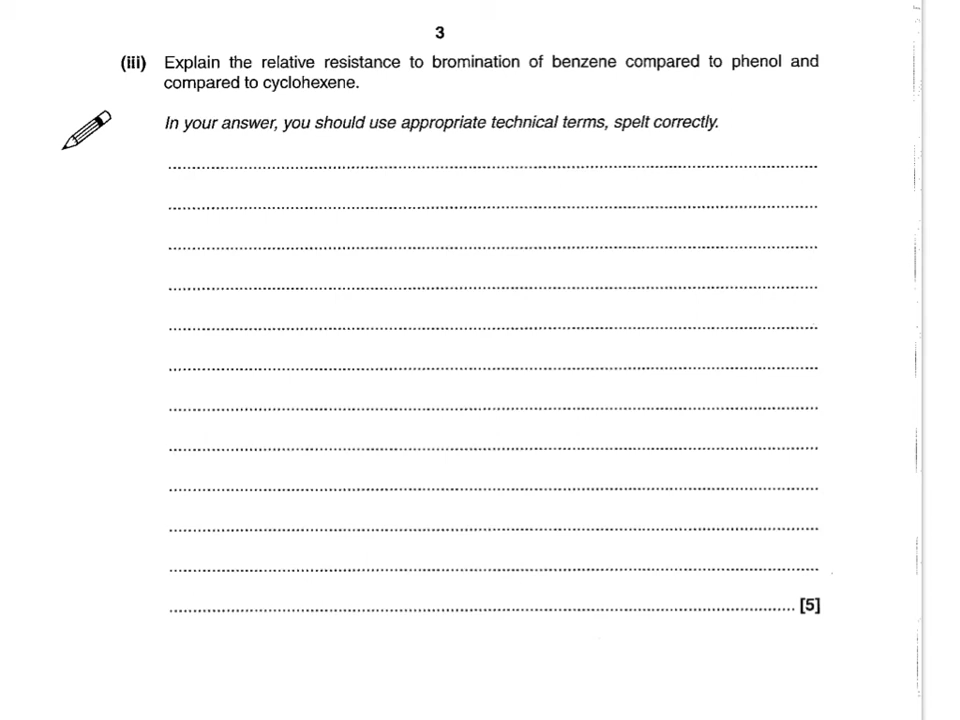 3
(iii) Explain the relative resistance to bromination of benzene compared to phenol and
compared to cyclohexene.
In your answer, you should use appropriate technical terms, spelt correctly.
[5]